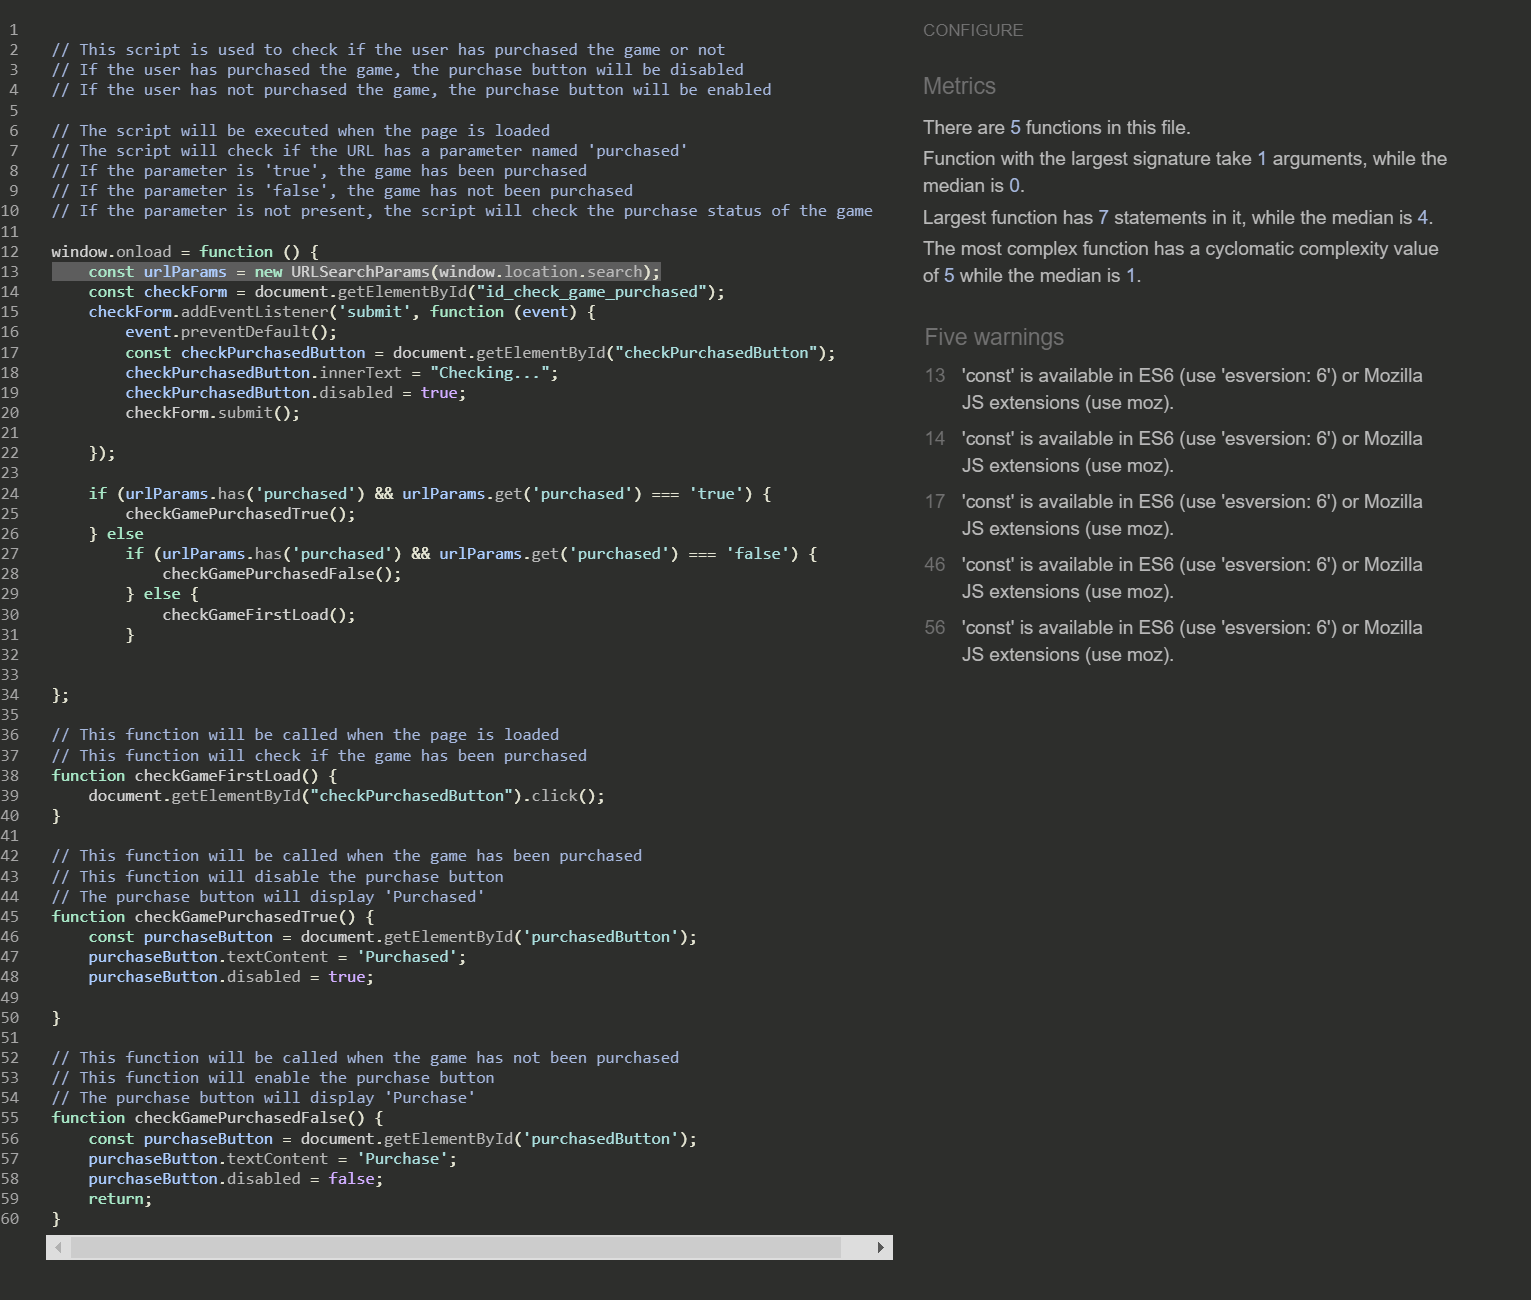 1
2 // This script is used to check if the user has purchased the game or not
3 // If the user has purchased the game, the purchase button will be disabled
4 // If the user has not purchased the game, the purchase button will be enabled
5
6 // The script will be executed when the page is loaded
7 // The script will check if the URL has a parameter named 'purchased'
8 // If the parameter is 'true', the game has been purchased
9 // If the parameter is 'false', the game has not been purchased
10 // If the parameter is not present, the script will check the purchase status of the game
11
12 window.onload = function () {
13     const urlParams = new URLSearchParams(window.location.search);
14     const checkForm = document.getElementById("id_check_game_purchased");
15     checkForm.addEventListener('submit', function (event) {
16         event.preventDefault();
17         const checkPurchasedButton = document.getElementById("checkPurchasedButton");
18         checkPurchasedButton.innerText = "Checking...";
19         checkPurchasedButton.disabled = true;
20         checkForm.submit();
21
22     });
23
24     if (urlParams.has('purchased') && urlParams.get('purchased') === 'true') {
25         checkGamePurchasedTrue();
26     } else
27         if (urlParams.has('purchased') && urlParams.get('purchased') === 'false') {
28             checkGamePurchasedFalse();
29         } else {
30             checkGameFirstLoad();
31         }
32
33
34 };
35
36 // This function will be called when the page is loaded
37 // This function will check if the game has been purchased
38 function checkGameFirstLoad() {
39     document.getElementById("checkPurchasedButton").click();
40 }
41
42 // This function will be called when the game has been purchased
43 // This function will disable the purchase button
44 // The purchase button will display 'Purchased'
45 function checkGamePurchasedTrue() {
46     const purchaseButton = document.getElementById('purchasedButton');
47     purchaseButton.textContent = 'Purchased';
48     purchaseButton.disabled = true;
49
50 }
51
52 // This function will be called when the game has not been purchased
53 // This function will enable the purchase button
54 // The purchase button will display 'Purchase'
55 function checkGamePurchasedFalse() {
56     const purchaseButton = document.getElementById('purchasedButton');
57     purchaseButton.textContent = 'Purchase';
58     purchaseButton.disabled = false;
59     return;
60 }
CONFIGURE
Metrics
There are 5 functions in this file.
Function with the largest signature take 1 arguments, while the
median is 0.
Largest function has 7 statements in it, while the median is 4.
The most complex function has a cyclomatic complexity value
of 5 while the median is 1.
Five warnings
13 'const' is available in ES6 (use 'esversion: 6') or Mozilla
JS extensions (use moz).
14 'const' is available in ES6 (use 'esversion: 6') or Mozilla
JS extensions (use moz).
17 'const' is available in ES6 (use 'esversion: 6') or Mozilla
JS extensions (use moz).
46 'const' is available in ES6 (use 'esversion: 6') or Mozilla
JS extensions (use moz).
56 'const' is available in ES6 (use 'esversion: 6') or Mozilla
JS extensions (use moz).